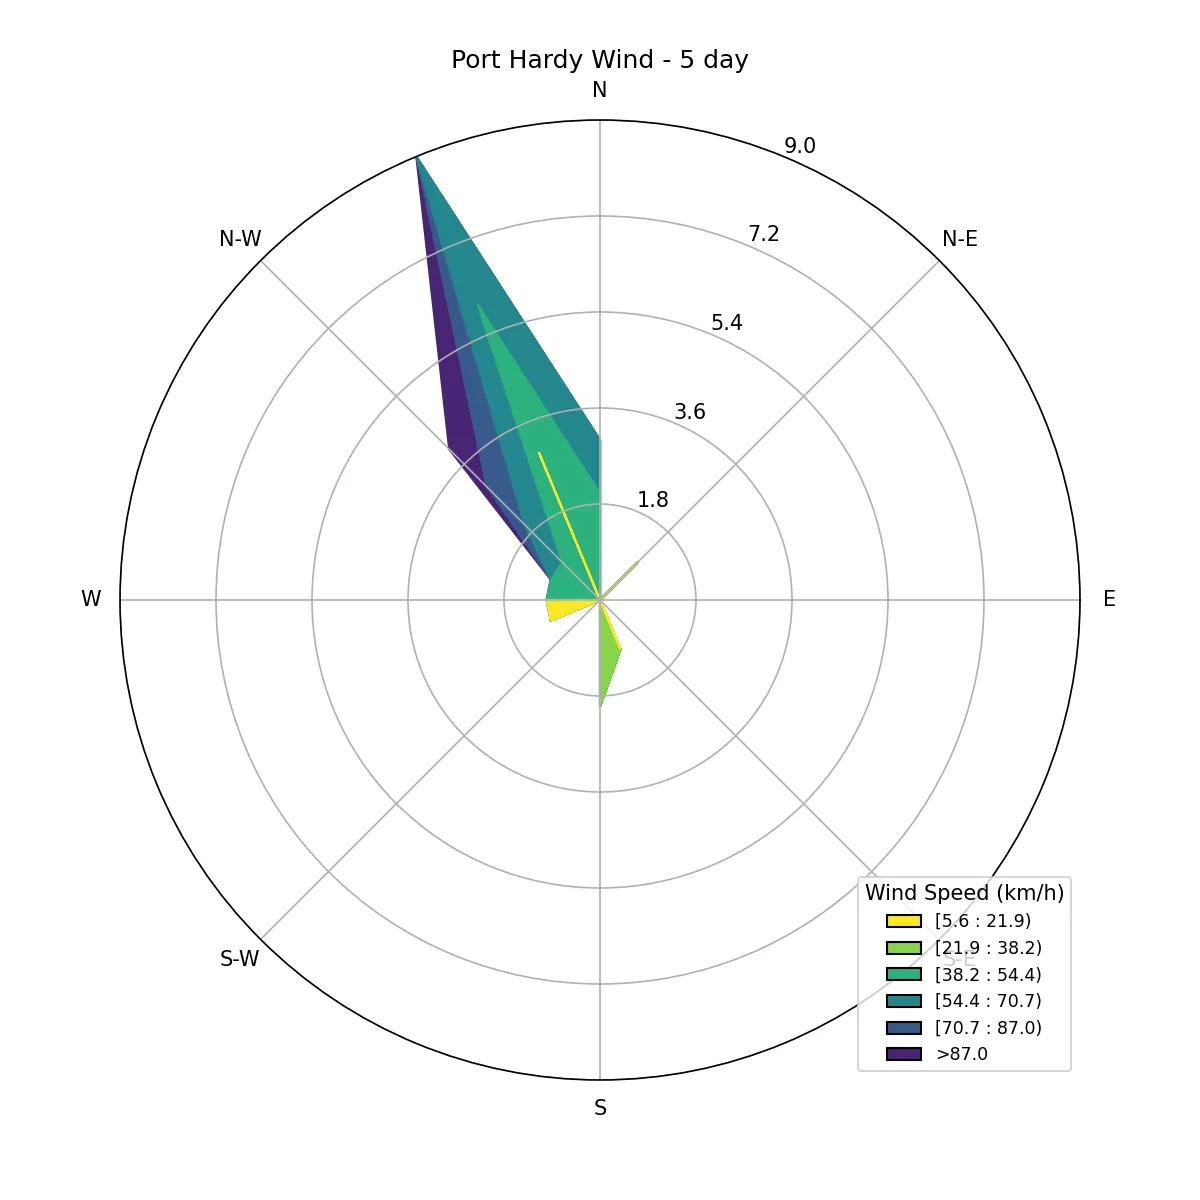 Port Hardy Wind - 5 day
N
9.0
N-W
7.2
N-E
5.4
3.6
1.8
W
E
S-W
S-E
S
Wind Speed (km/h)
[5.6 : 21.9)
[21.9 : 38.2)
[38.2 : 54.4)
[54.4 : 70.7)
[70.7 : 87.0)
>87.0